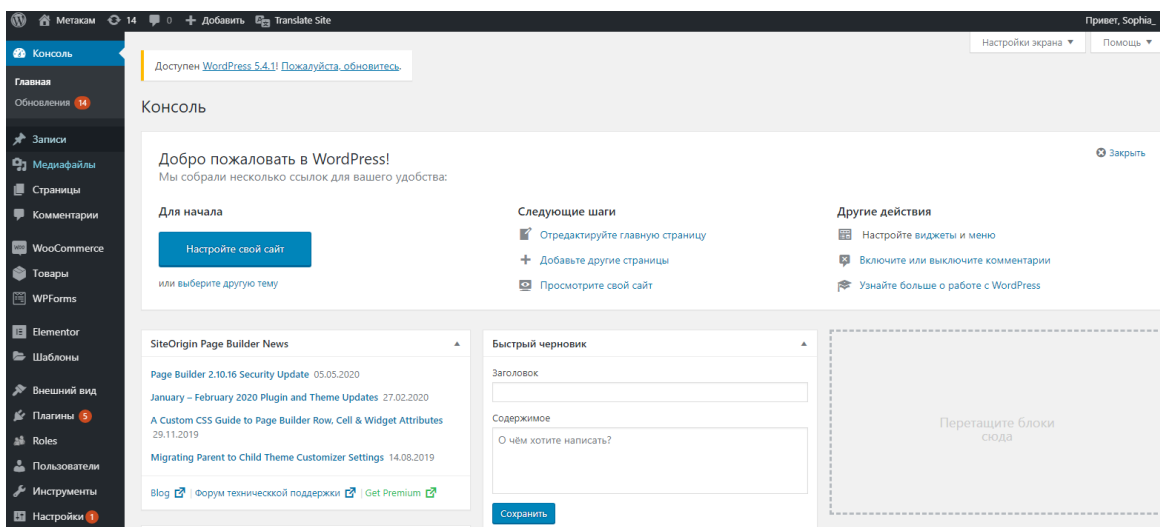 Метакам 14 0 Добавить Translate Site Привет, Sophia_
Настройки экрана Помощь
Консоль
Главная
Обновления 14
Записи
Медиафайлы
Страницы
Комментарии
WooCommerce
Товары
WPForms
Elementor
Шаблоны
Внешний вид
Плагины 5
Roles
Пользователи
Инструменты
Настройки 1
Доступен WordPress 5.4.1! Пожалуйста, обновитесь.
Консоль
Добро пожаловать в WordPress!
Закрыть
Мы собрали несколько ссылок для вашего удобства:
Для начала
Настройте свой сайт
или выберите другую тему
Следующие шаги
Отредактируйте главную страницу
Добавьте другие страницы
Просмотрите свой сайт
Другие действия
Настройте виджеты и меню
Включите или выключите комментарии
Узнайте больше о работе с WordPress
SiteOrigin Page Builder News
Page Builder 2.10.16 Security Update 05.05.2020
January – February 2020 Plugin and Theme Updates 27.02.2020
A Custom CSS Guide to Page Builder Row, Cell & Widget Attributes
29.11.2019
Migrating Parent to Child Theme Customizer Settings 14.08.2019
Blog Форум техническкой поддержки Get Premium
Быстрый черновик
Заголовок
Содержимое
О чём хотите написать?
Сохранить
Перетащите блоки
сюда